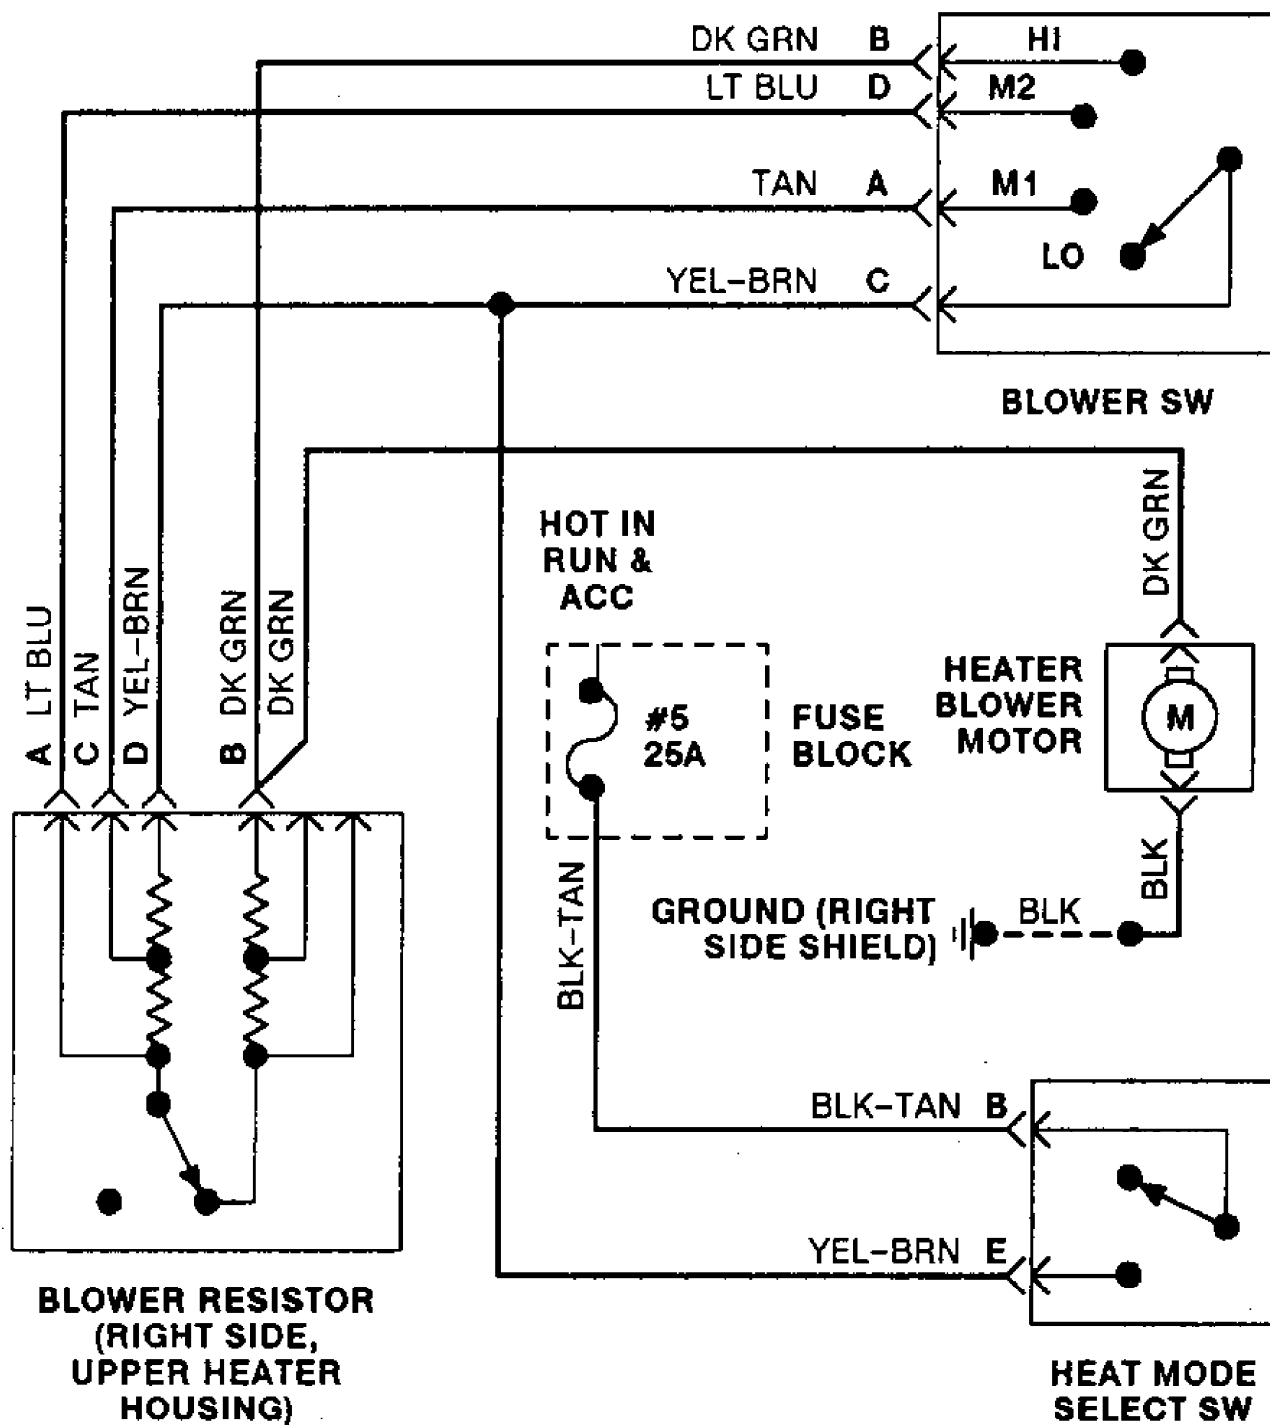 DK GRN B HI
LT BLU D M2
TAN A M1
LO
YEL-BRN C
BLOWER SW
HOT IN
RUN &
ACC
DK GRN
A LT BLU
C TAN
D YEL-BRN
B DK GRN
DK GRN
#5
25A
FUSE
BLOCK
HEATER
BLOWER
MOTOR
M
BLK-TAN
GROUND (RIGHT
SIDE SHIELD)
BLK
BLK
BLK-TAN B
YEL-BRN E
BLOWER RESISTOR
(RIGHT SIDE,
UPPER HEATER
HOUSING)
HEAT MODE
SELECT SW